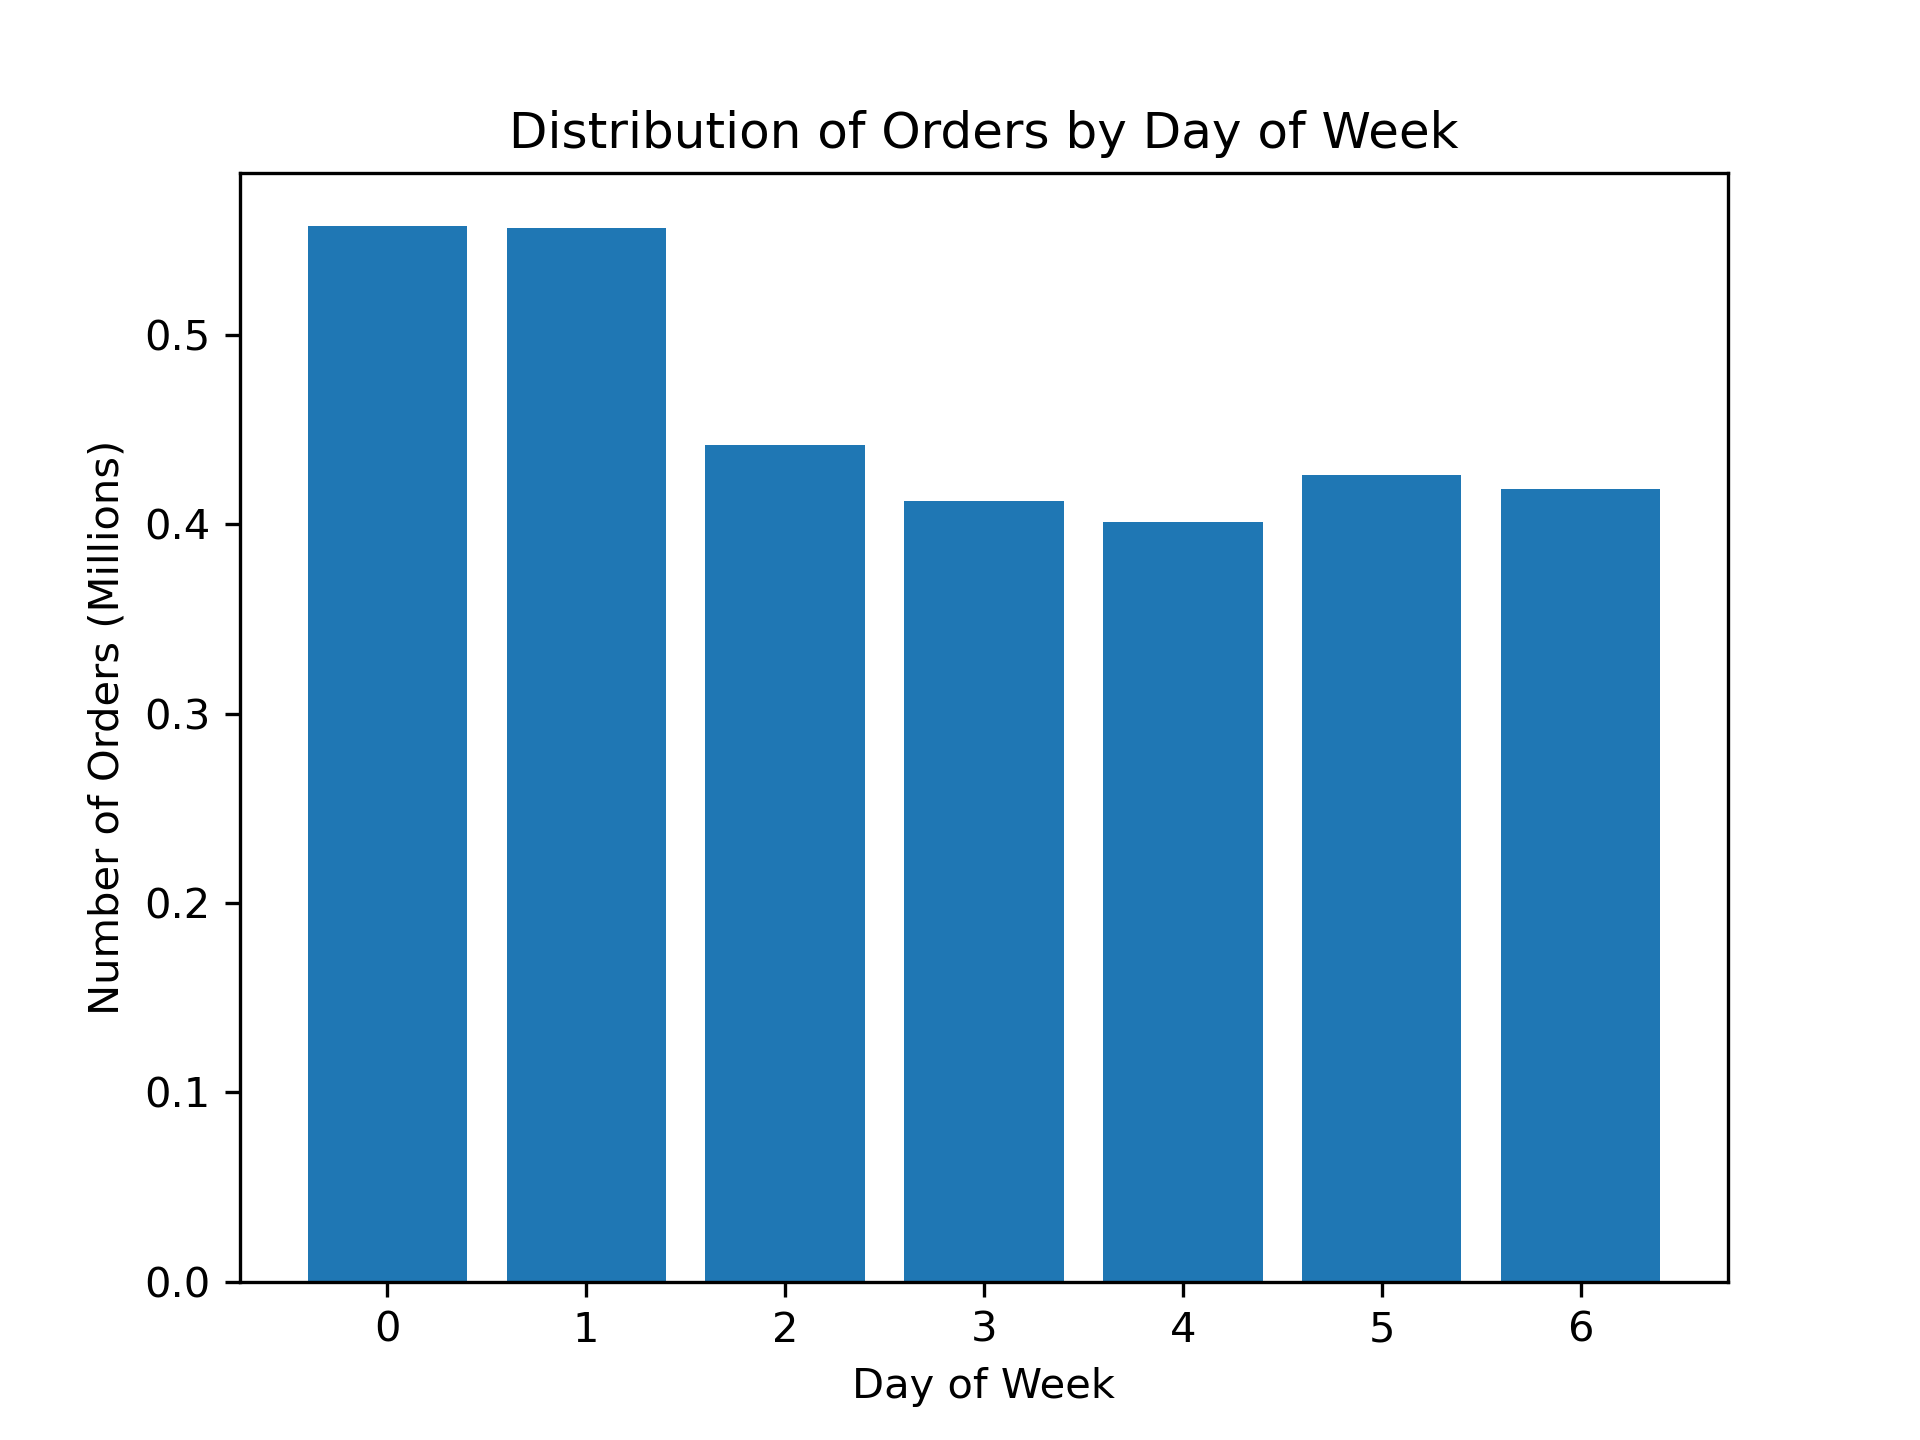 Distribution of Orders by Day of Week
Number of Orders (Millions)
0.5
0.4
0.3
0.2
0.1
0.0
0 1 2 3 4 5 6
Day of Week